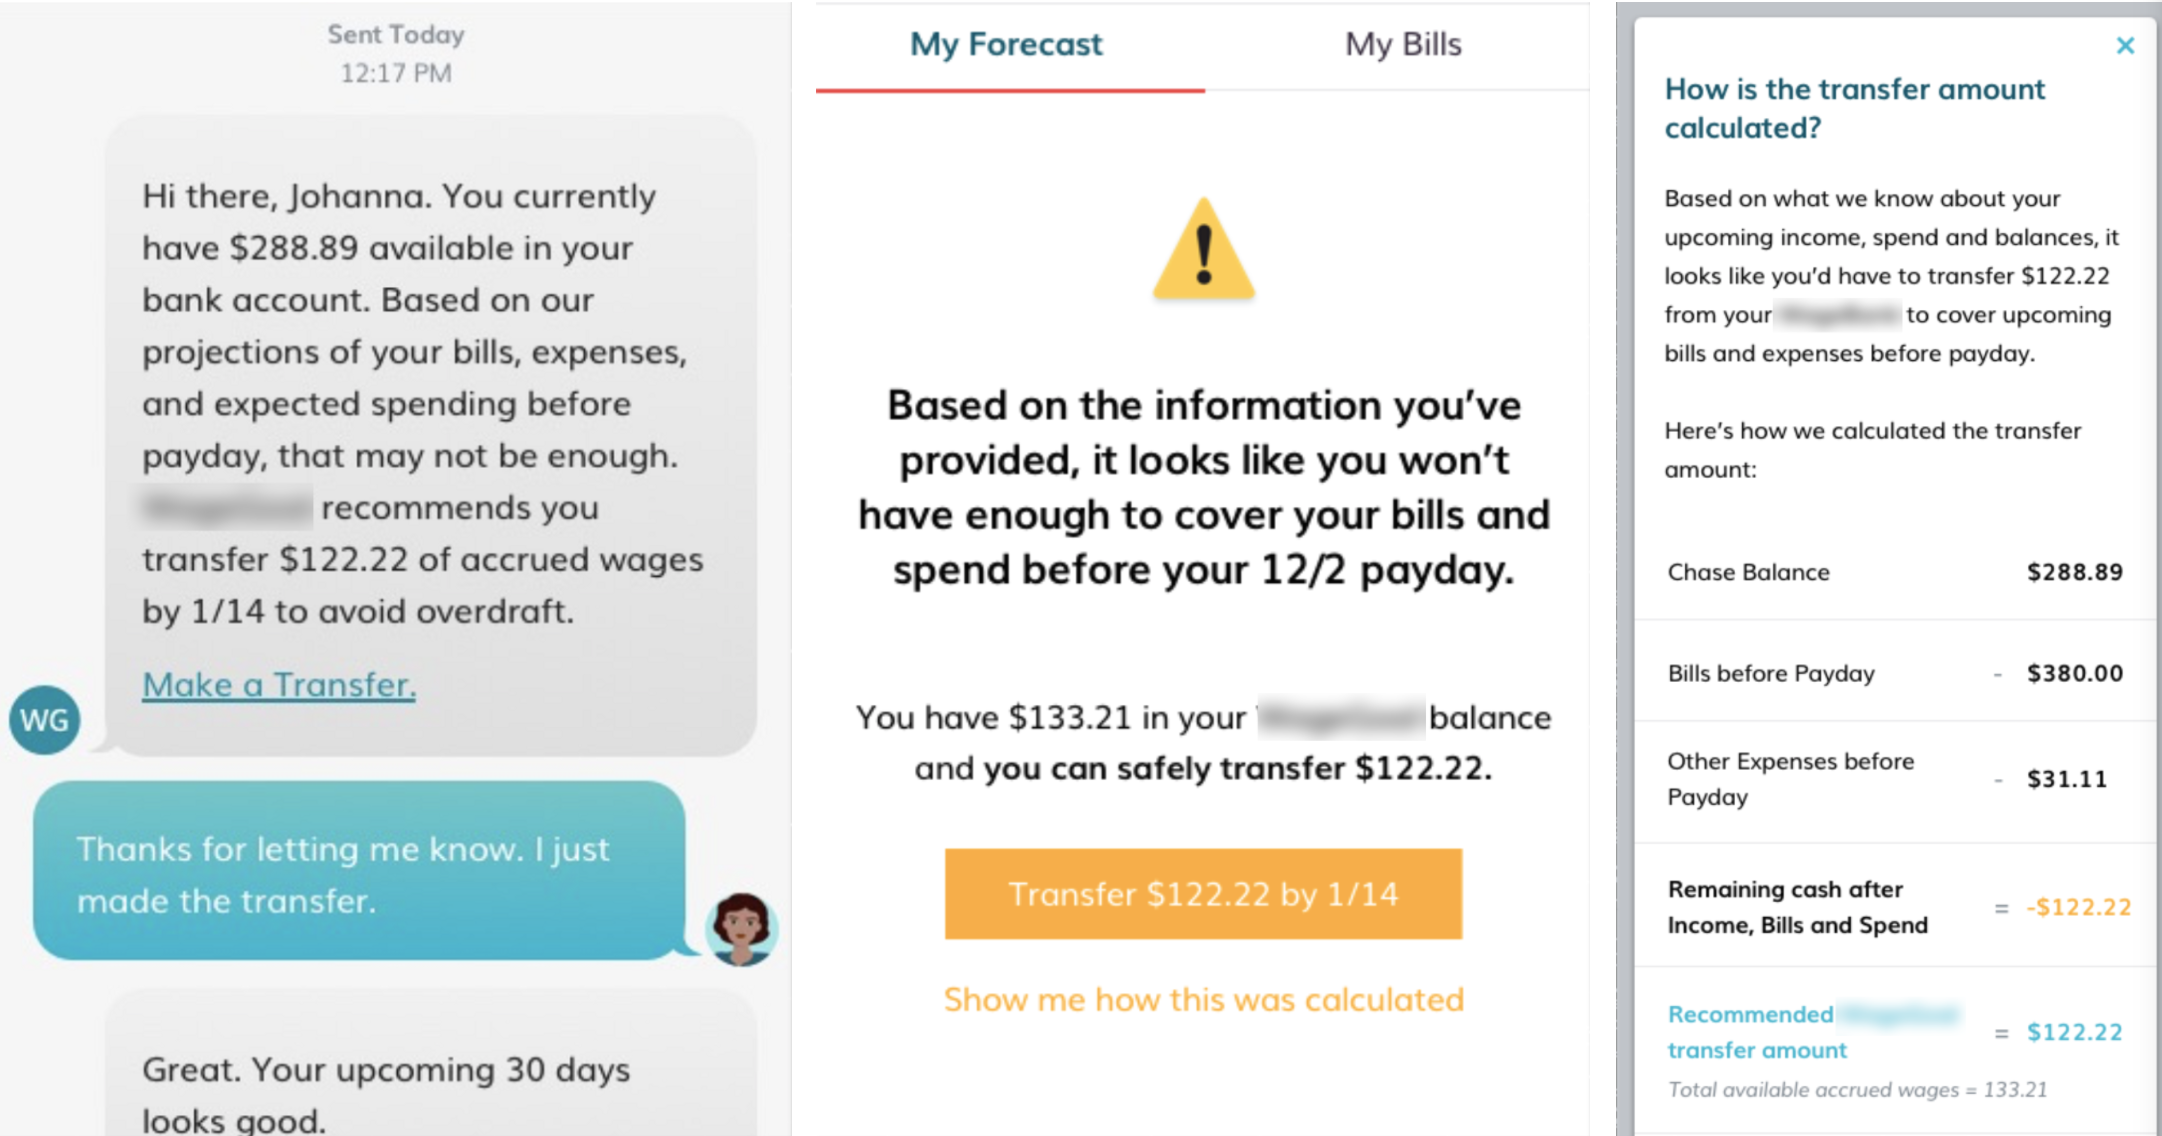 Sent Today
12:17 PM
Hi there, Johanna. You currently
have $288.89 available in your
bank account. Based on our
projections of your bills, expenses,
and expected spending before
payday, that may not be enough.
recommends you
transfer $122.22 of accrued wages
by 1/14 to avoid overdraft.
Make a Transfer.
WG
Thanks for letting me know. I just
made the transfer.
Great. Your upcoming 30 days
looks good.
My Forecast
My Bills
Based on the information you’ve
provided, it looks like you won’t
have enough to cover your bills and
spend before your 12/2 payday.
You have $133.21 in your balance
and you can safely transfer $122.22.
Transfer $122.22 by 1/14
Show me how this was calculated
×
How is the transfer amount
calculated?
Based on what we know about your
upcoming income, spend and balances, it
looks like you’d have to transfer $122.22
from your to cover upcoming
bills and expenses before payday.
Here’s how we calculated the transfer
amount:
Chase Balance $288.89
Bills before Payday - $380.00
Other Expenses before
Payday - $31.11
Remaining cash after
Income, Bills and Spend = -$122.22
Recommended
transfer amount = $122.22
Total available accrued wages = 133.21